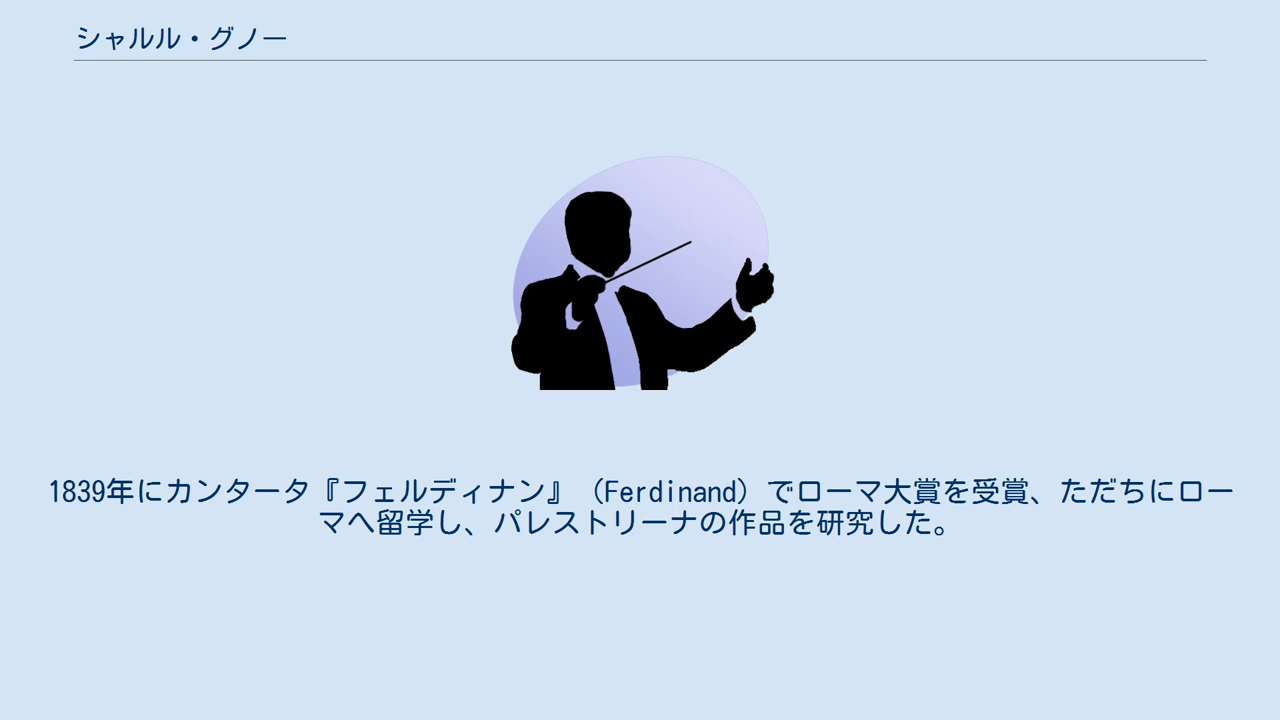 シャルル・グノー
1839年にカンタータ『フェルディナン』（Ferdinand）でローマ大賞を受賞、ただちにロー
マへ留学し、パレストリーナの作品を研究した。